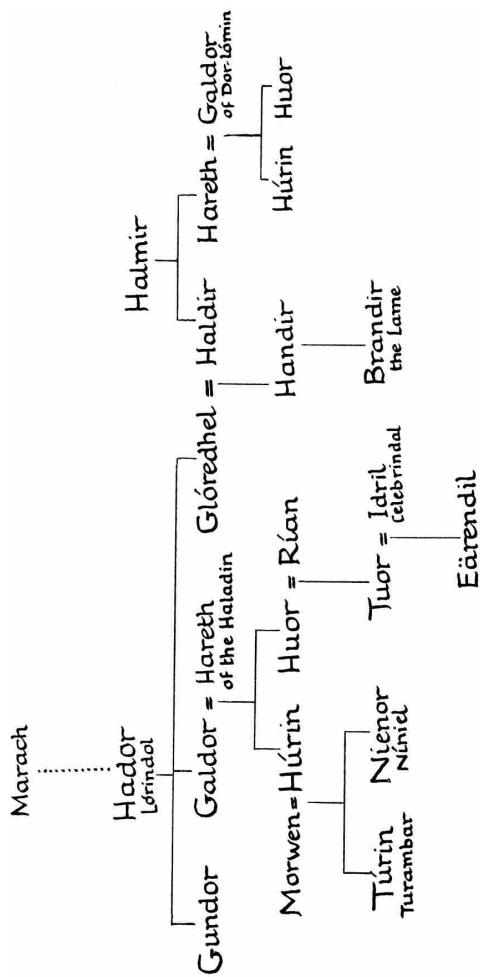 Marach
Hador
Lórindol
Halmir
Gundor
Galdor = Hareth
of the Haladin
Glóredhel = Haldir
Hareth = Galdor
of Dor-lómin
Morwen = Húrin
Huor = Rían
Handir
Húrin
Huor
Túrin
Turambar
Nienor
Níniel
Tuor = Idril
Celebrindal
Brandir
the Lame
Eärendil